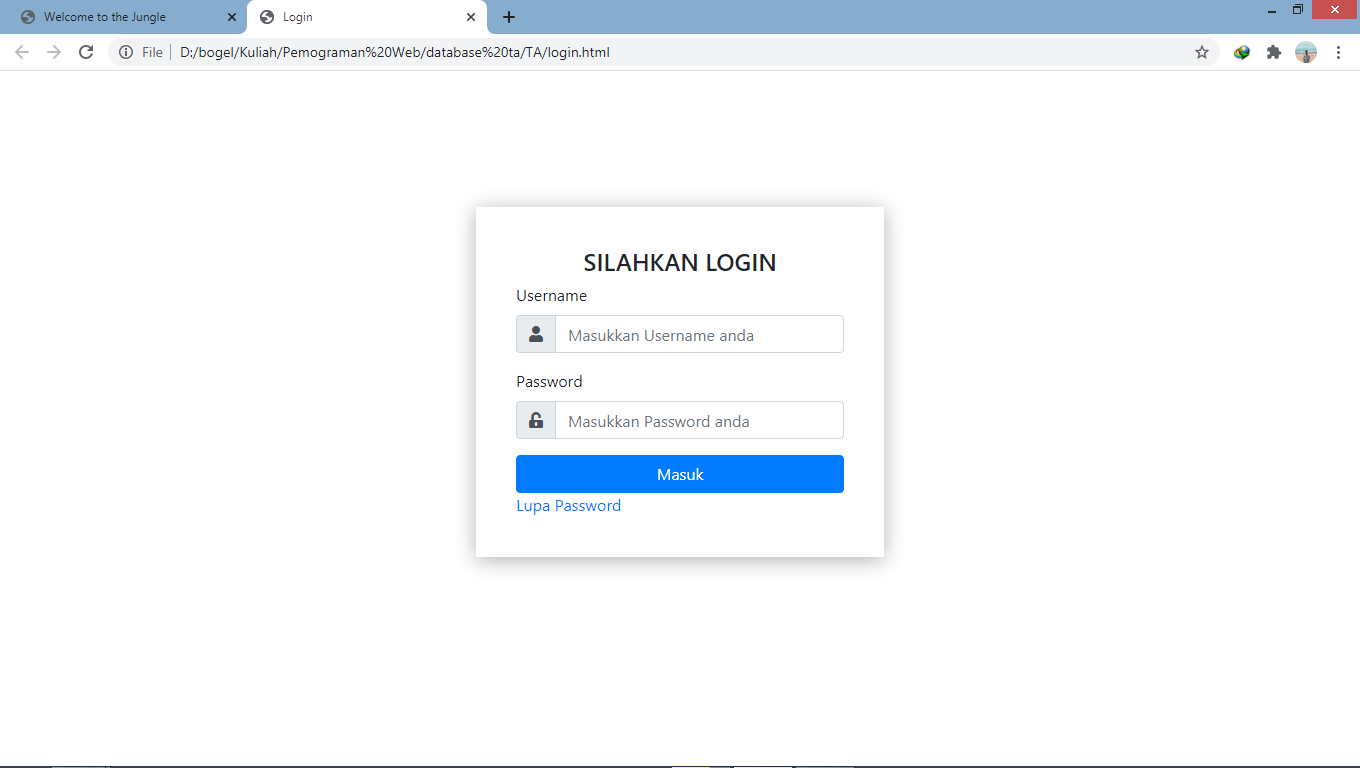 Welcome to the Jungle
Login
File
D:/bogel/Kuliah/Pemograman%20Web/database%20ta/TA/login.html
SILAHKAN LOGIN
Username
Masukkan Username anda
Password
Masukkan Password anda
Masuk
Lupa Password